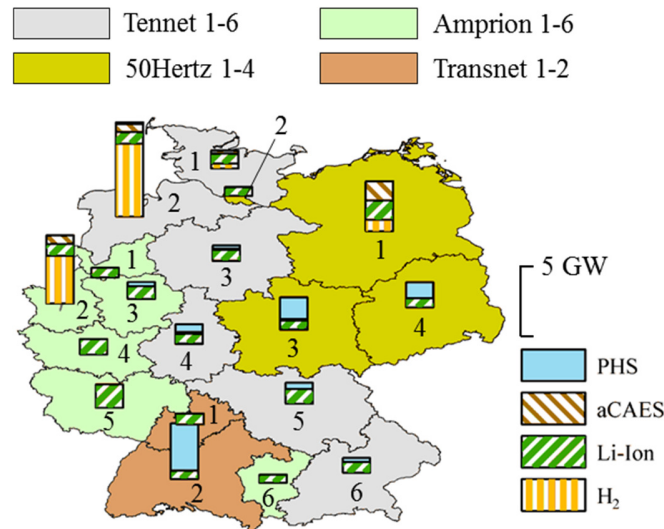 Tennet 1-6
Amprion 1-6
50Hertz 1-4
Transnet 1-2
2
1
2
1
1
3
3
2
5 GW
4
3
4
4
PHS
aCAES
5
1
5
Li-Ion
2
6
6
H₂